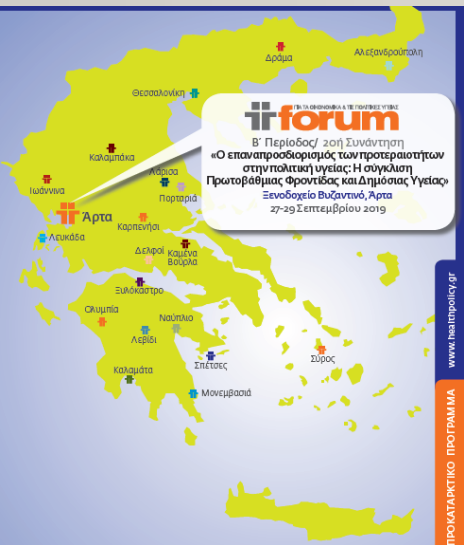 Δράμα
Αλεξανδρούπολη
Θεσσαλονίκη
ΓΙΑ ΤΑ ΟΙΚΟΝΟΜΙΚΑ & ΤΙΣ ΠΟΛΙΤΙΚΕΣ ΥΓΕΙΑΣ
forum
Β΄ Περίοδος/ 20ή Συνάντηση
«Ο επαναπροσδιορισμός των προτεραιοτήτων
στην πολιτική υγείας: Η σύγκλιση
Πρωτοβάθμιας Φροντίδας και Δημόσιας Υγείας»
Ξενοδοχείο Βυζαντινό, Άρτα
27-29 Σεπτεμβρίου 2019
Καλαμπάκα
Λάρισα
Ιωάννινα
Πορταριά
Άρτα
Καρπενήσι
Λευκάδα
Δελφοί
Καμένα
Βούρλα
Ξυλόκαστρο
Ολυμπία
Ναύπλιο
Λεβίδι
Σπέτσες
Σύρος
Καλαμάτα
Μονεμβασιά
www.healthpolicy.gr
ΠΡΟΚΑΤΑΡΚΤΙΚΟ ΠΡΟΓΡΑΜΜΑ